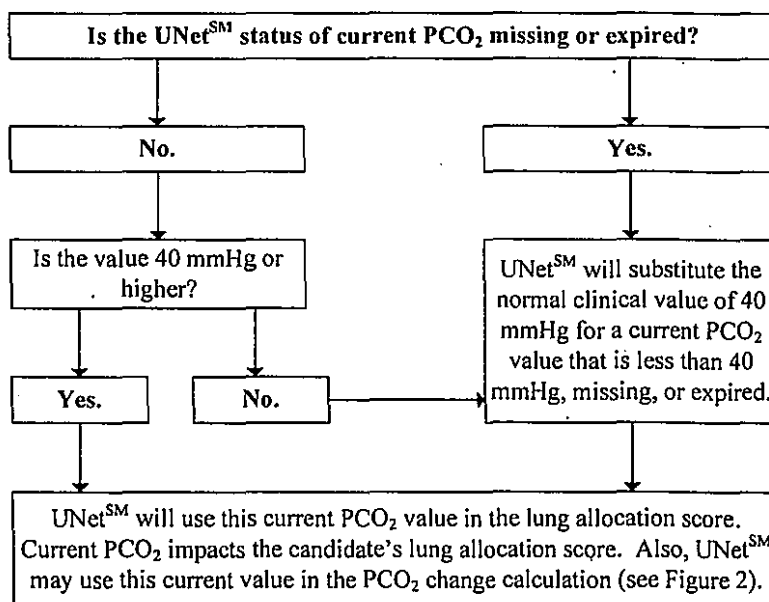 Is the UNet^SM status of current PCO₂ missing or expired?
No.
Yes.
Is the value 40 mmHg or
higher?
UNet^SM will substitute the
normal clinical value of 40
mmHg for a current PCO₂
value that is less than 40
mmHg, missing, or expired.
Yes.
No.
UNet^SM will use this current PCO₂ value in the lung allocation score.
Current PCO₂ impacts the candidate's lung allocation score. Also, UNet^SM
may use this current value in the PCO₂ change calculation (see Figure 2).